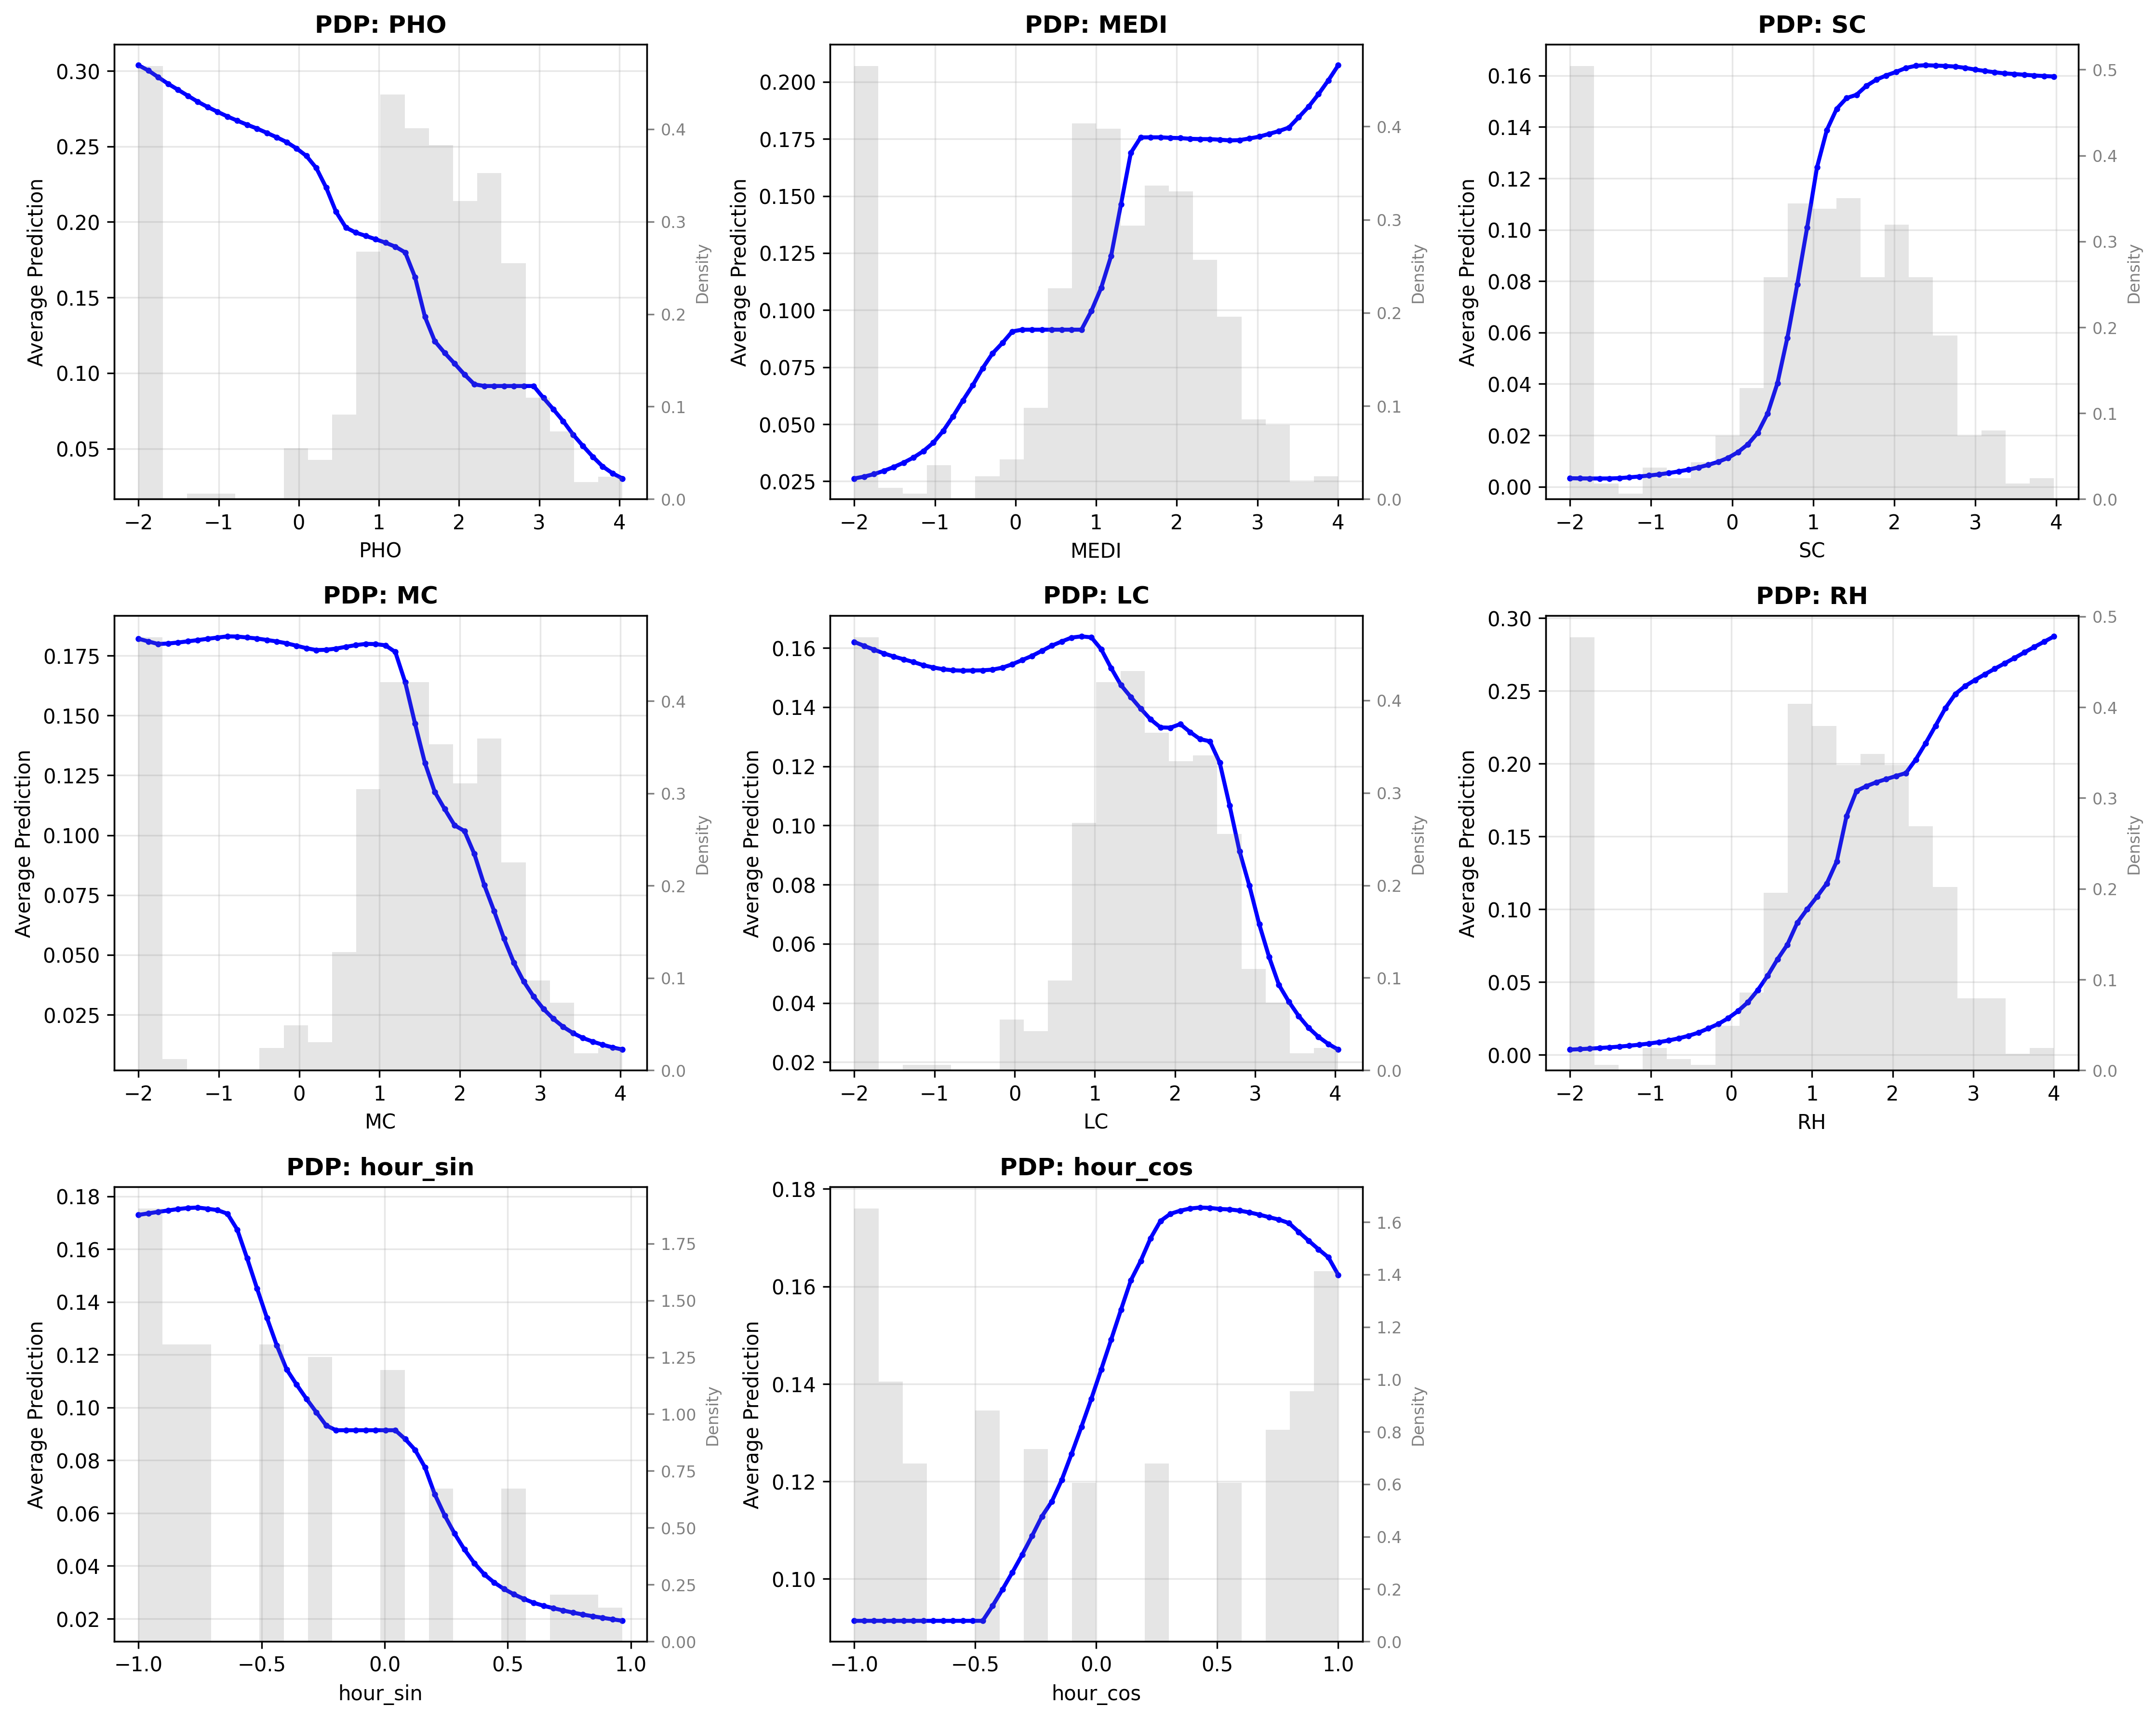 PDP: PHO
0.30
0.25
0.20
0.15
0.10
0.05
Average Prediction
0.4
0.3
0.2
0.1
0.0
Density
−2 −1 0 1 2 3 4
PHO
PDP: MEDI
0.200
0.175
0.150
0.125
0.100
0.075
0.050
0.025
Average Prediction
0.4
0.3
0.2
0.1
0.0
Density
−2 −1 0 1 2 3 4
MEDI
PDP: SC
0.16
0.14
0.12
0.10
0.08
0.06
0.04
0.02
0.00
Average Prediction
0.5
0.4
0.3
0.2
0.1
0.0
Density
−2 −1 0 1 2 3 4
SC
PDP: MC
0.175
0.150
0.125
0.100
0.075
0.050
0.025
Average Prediction
0.4
0.3
0.2
0.1
0.0
Density
−2 −1 0 1 2 3 4
MC
PDP: LC
0.16
0.14
0.12
0.10
0.08
0.06
0.04
0.02
Average Prediction
0.4
0.3
0.2
0.1
0.0
Density
−2 −1 0 1 2 3 4
LC
PDP: RH
0.30
0.25
0.20
0.15
0.10
0.05
0.00
Average Prediction
0.5
0.4
0.3
0.2
0.1
0.0
Density
−2 −1 0 1 2 3 4
RH
PDP: hour_sin
0.18
0.16
0.14
0.12
0.10
0.08
0.06
0.04
0.02
Average Prediction
1.75
1.50
1.25
1.00
0.75
0.50
0.25
0.00
Density
−1.0 −0.5 0.0 0.5 1.0
hour_sin
PDP: hour_cos
0.18
0.16
0.14
0.12
0.10
Average Prediction
1.6
1.4
1.2
1.0
0.8
0.6
0.4
0.2
0.0
Density
−1.0 −0.5 0.0 0.5 1.0
hour_cos